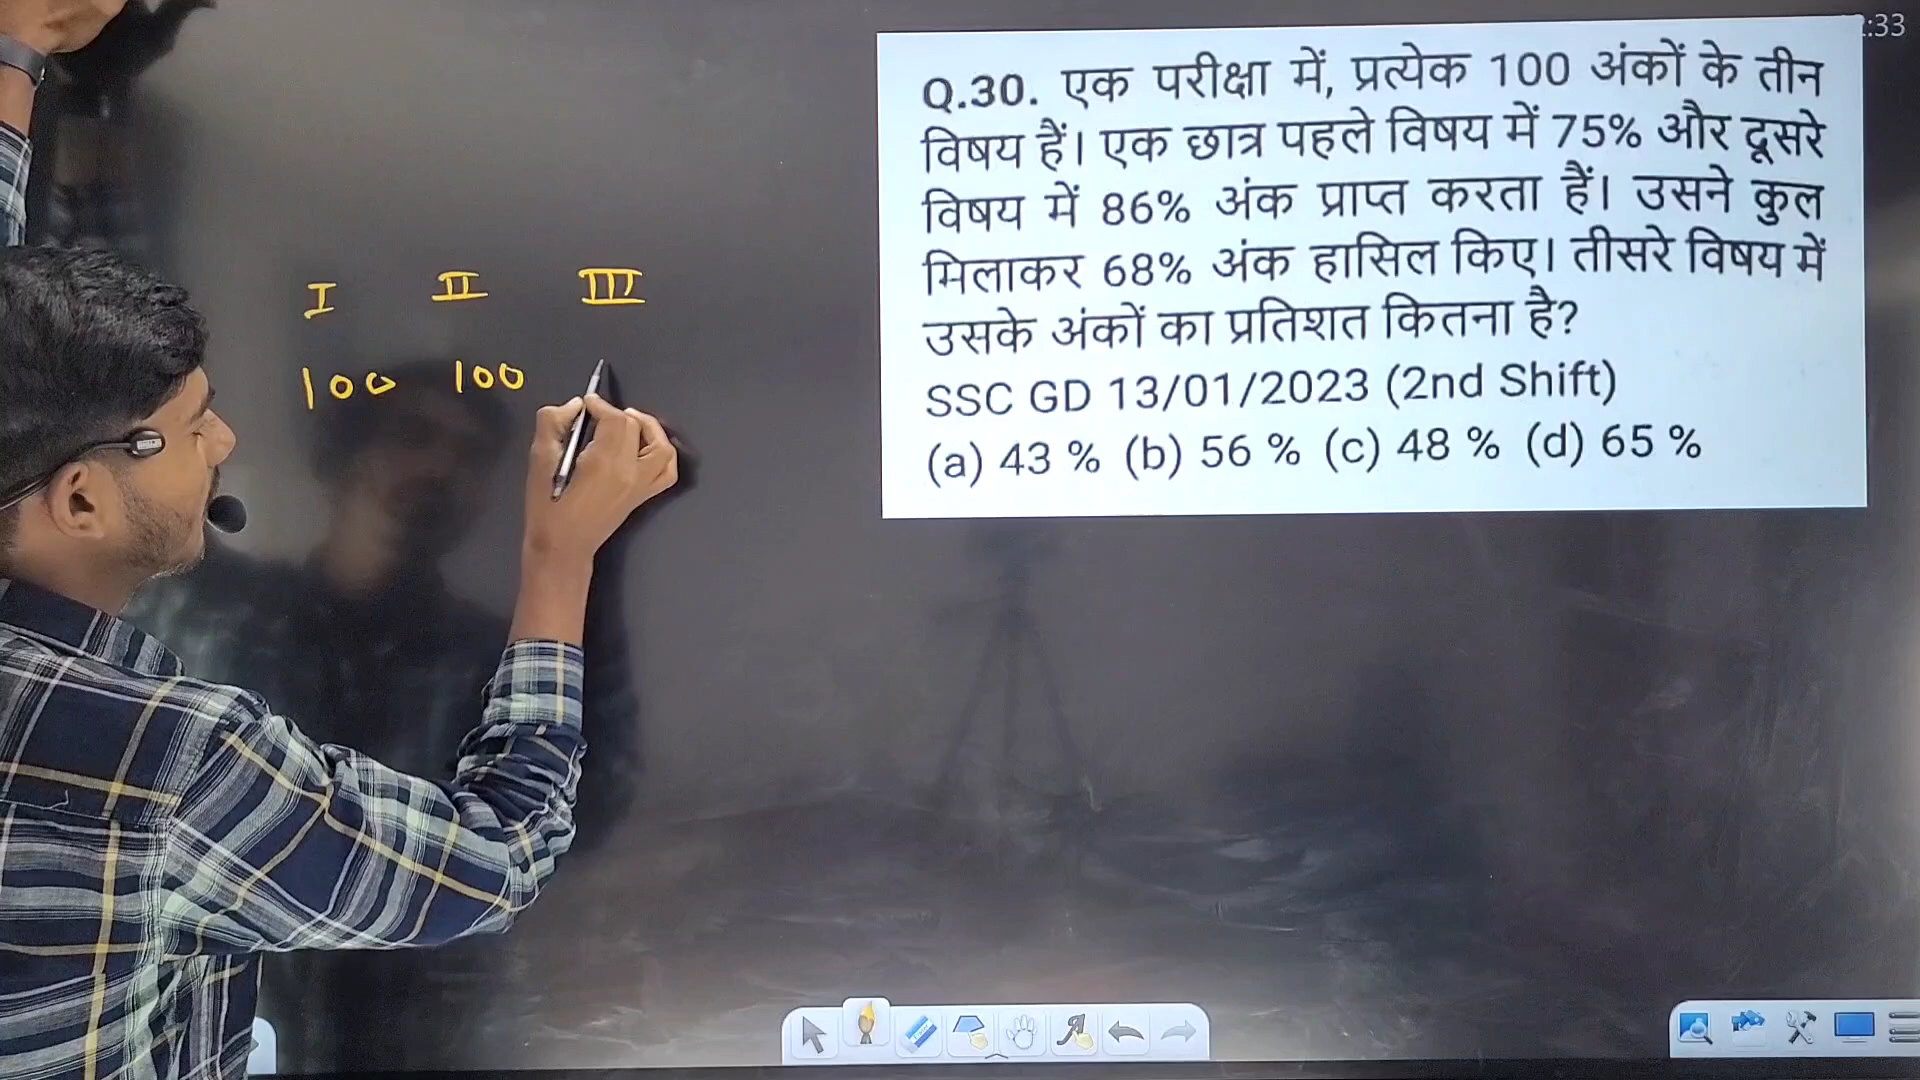 :33
Q.30. एक परीक्षा में, प्रत्येक 100 अंकों के तीन
विषय हैं। एक छात्र पहले विषय में 75% और दूसरे
विषय में 86% अंक प्राप्त करता हैं। उसने कुल
मिलाकर 68% अंक हासिल किए। तीसरे विषय में
उसके अंकों का प्रतिशत कितना है?
SSC GD 13/01/2023 (2nd Shift)
(a) 43 % (b) 56 % (c) 48 % (d) 65 %
I II III
100 100